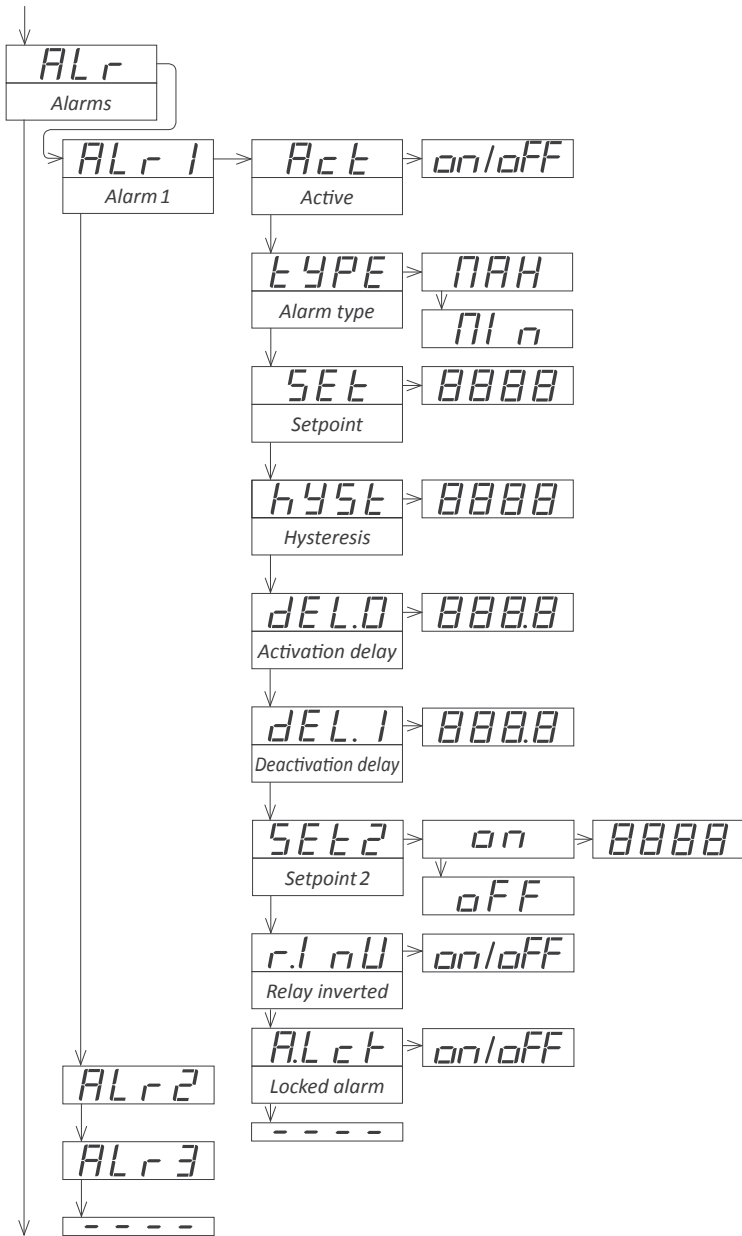 ALr
Alarms
ALr 1
Alarm 1
Act
Active
on/oFF
tYPE
Alarm type
MAX
MIn
SEt
Setpoint
8888
hYSt
Hysteresis
8888
dEL.0
Activation delay
888.8
dEL.1
Deactivation delay
888.8
SEt2
Setpoint 2
on
8888
oFF
r.InV
Relay inverted
on/oFF
A.Lck
Locked alarm
on/oFF
ALr2
- - - -
ALr3
- - - -